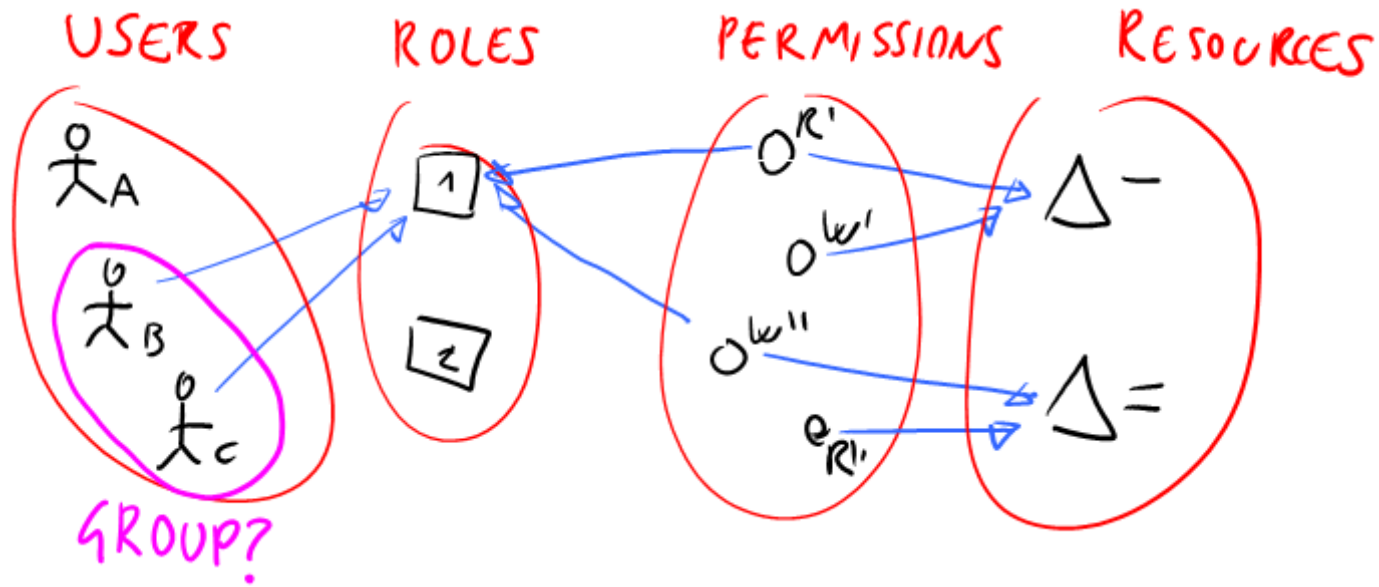 USERS ROLES PERMISSIONS RESOURCES
A
B
C
GROUP?
1
2
R'
W'
W''
R''